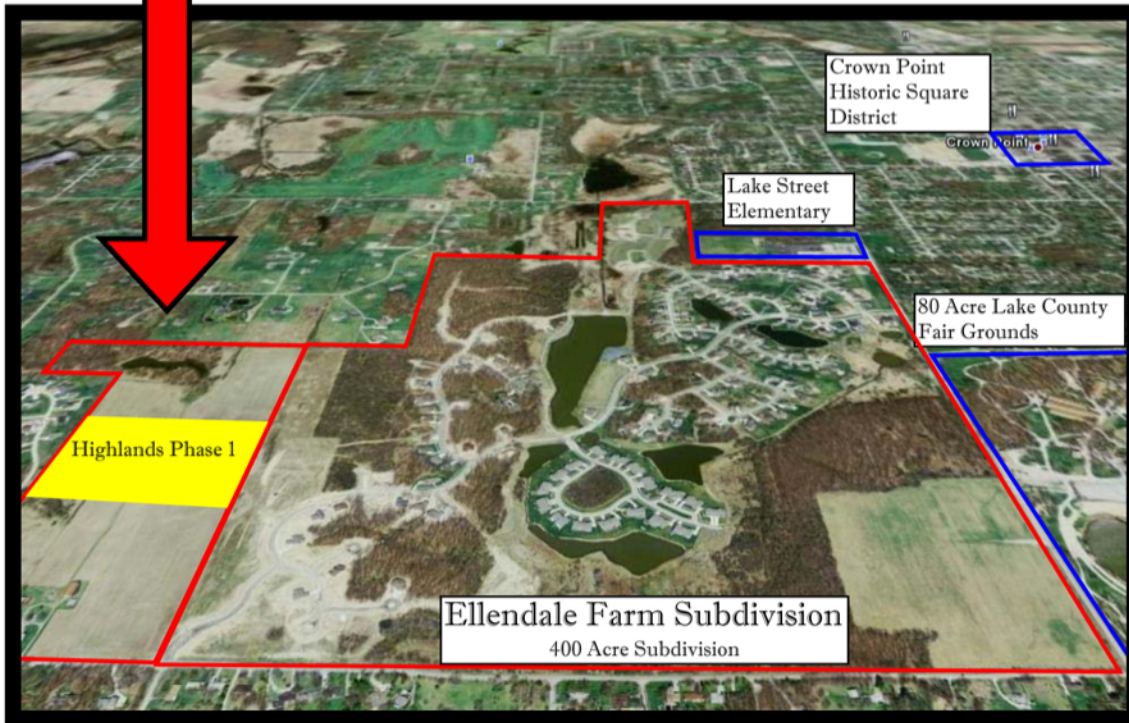 Crown Point
Historic Square
District
Crown Point
Lake Street
Elementary
80 Acre Lake County
Fair Grounds
Highlands Phase 1
Ellendale Farm Subdivision
400 Acre Subdivision